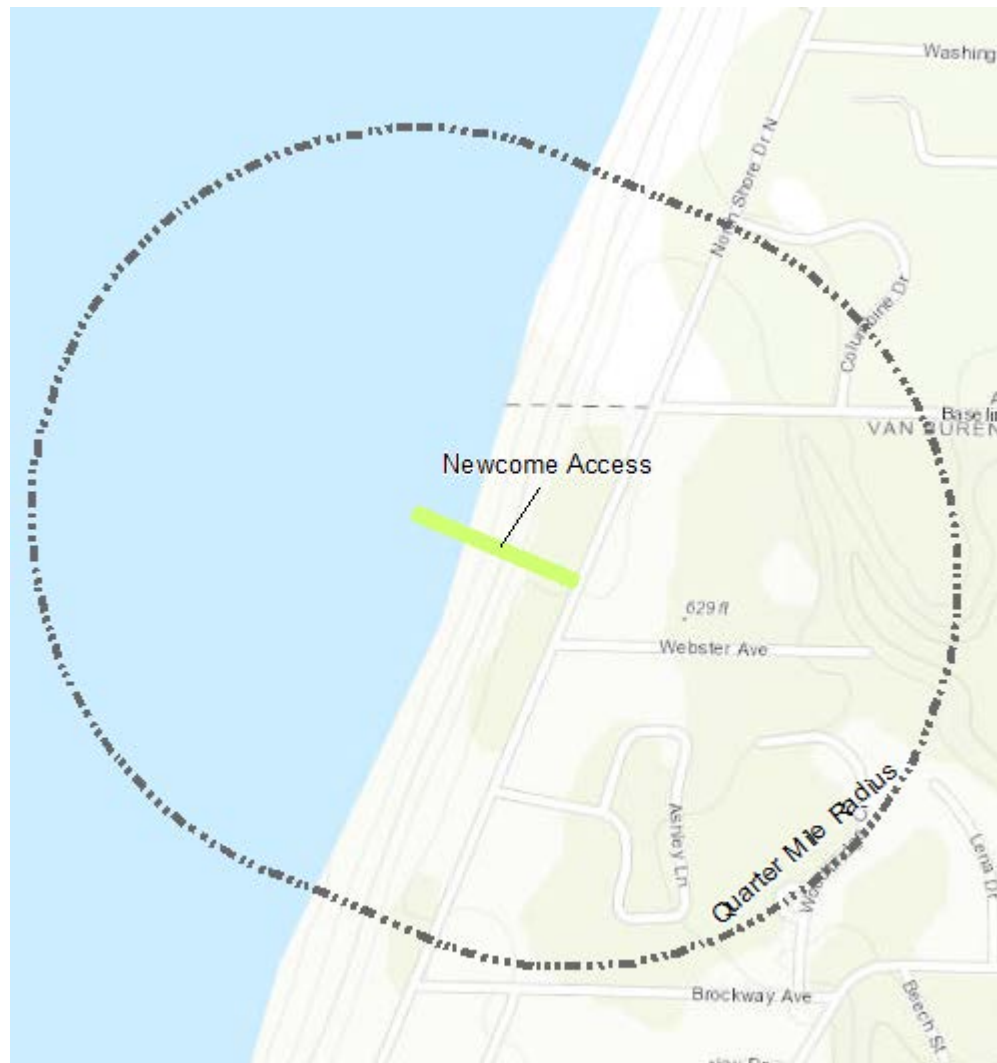 Washing
North Shore Dr N
Columbine Dr
Baselin
VAN BUREN
Newcome Access
629 ft
Webster Ave
Quarter Mile Radius
Ashley Ln
Lena Dr
Brockway Ave
Beech St